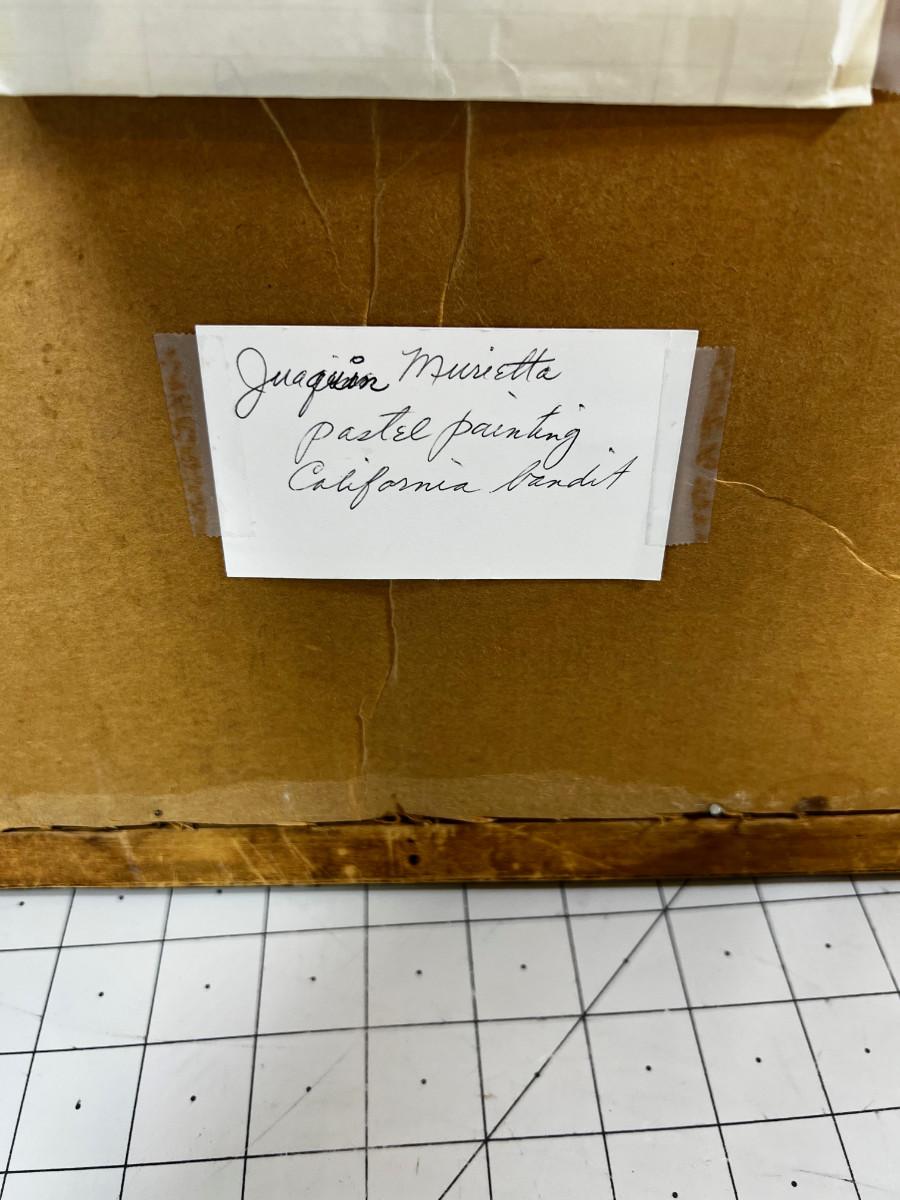 Juaquin Murietta
pastel painting
California bandit